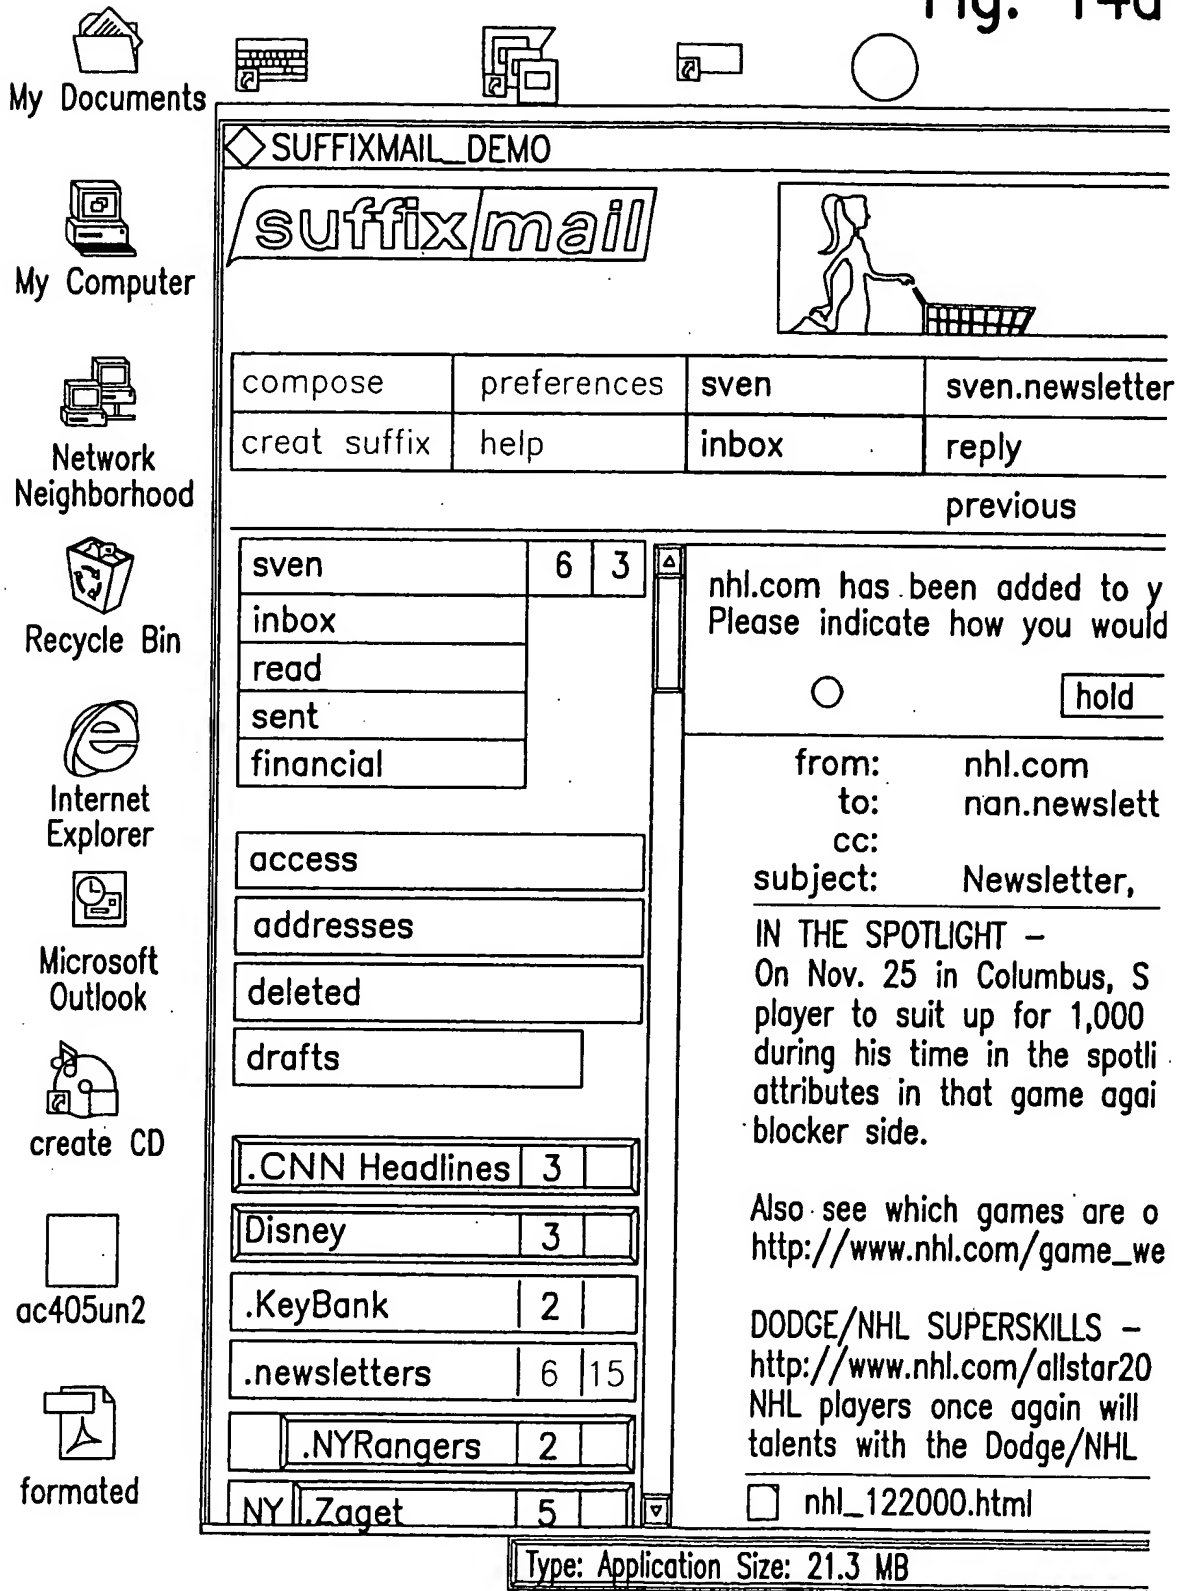 Fig. 14a
My Documents
My Computer
Network
Neighborhood
Recycle Bin
Internet
Explorer
Microsoft
Outlook
create CD
ac405un2
formated
SUFFIXMAIL_DEMO
suffix mail
compose preferences sven sven.newsletter
creat suffix help inbox reply
previous
sven 6 3
inbox
read
sent
financial
access
addresses
deleted
drafts
.CNN Headlines 3
Disney 3
.KeyBank 2
.newsletters 6 15
.NYRangers 2
NY .Zaget 5
nhl.com has been added to y
Please indicate how you would
hold
from: nhl.com
to: nan.newslett
cc:
subject: Newsletter,
IN THE SPOTLIGHT –
On Nov. 25 in Columbus, S
player to suit up for 1,000
during his time in the spotli
attributes in that game agai
blocker side.
Also see which games are o
http://www.nhl.com/game_we
DODGE/NHL SUPERSKILLS –
http://www.nhl.com/allstar20
NHL players once again will
talents with the Dodge/NHL
nhl_122000.html
Type: Application Size: 21.3 MB